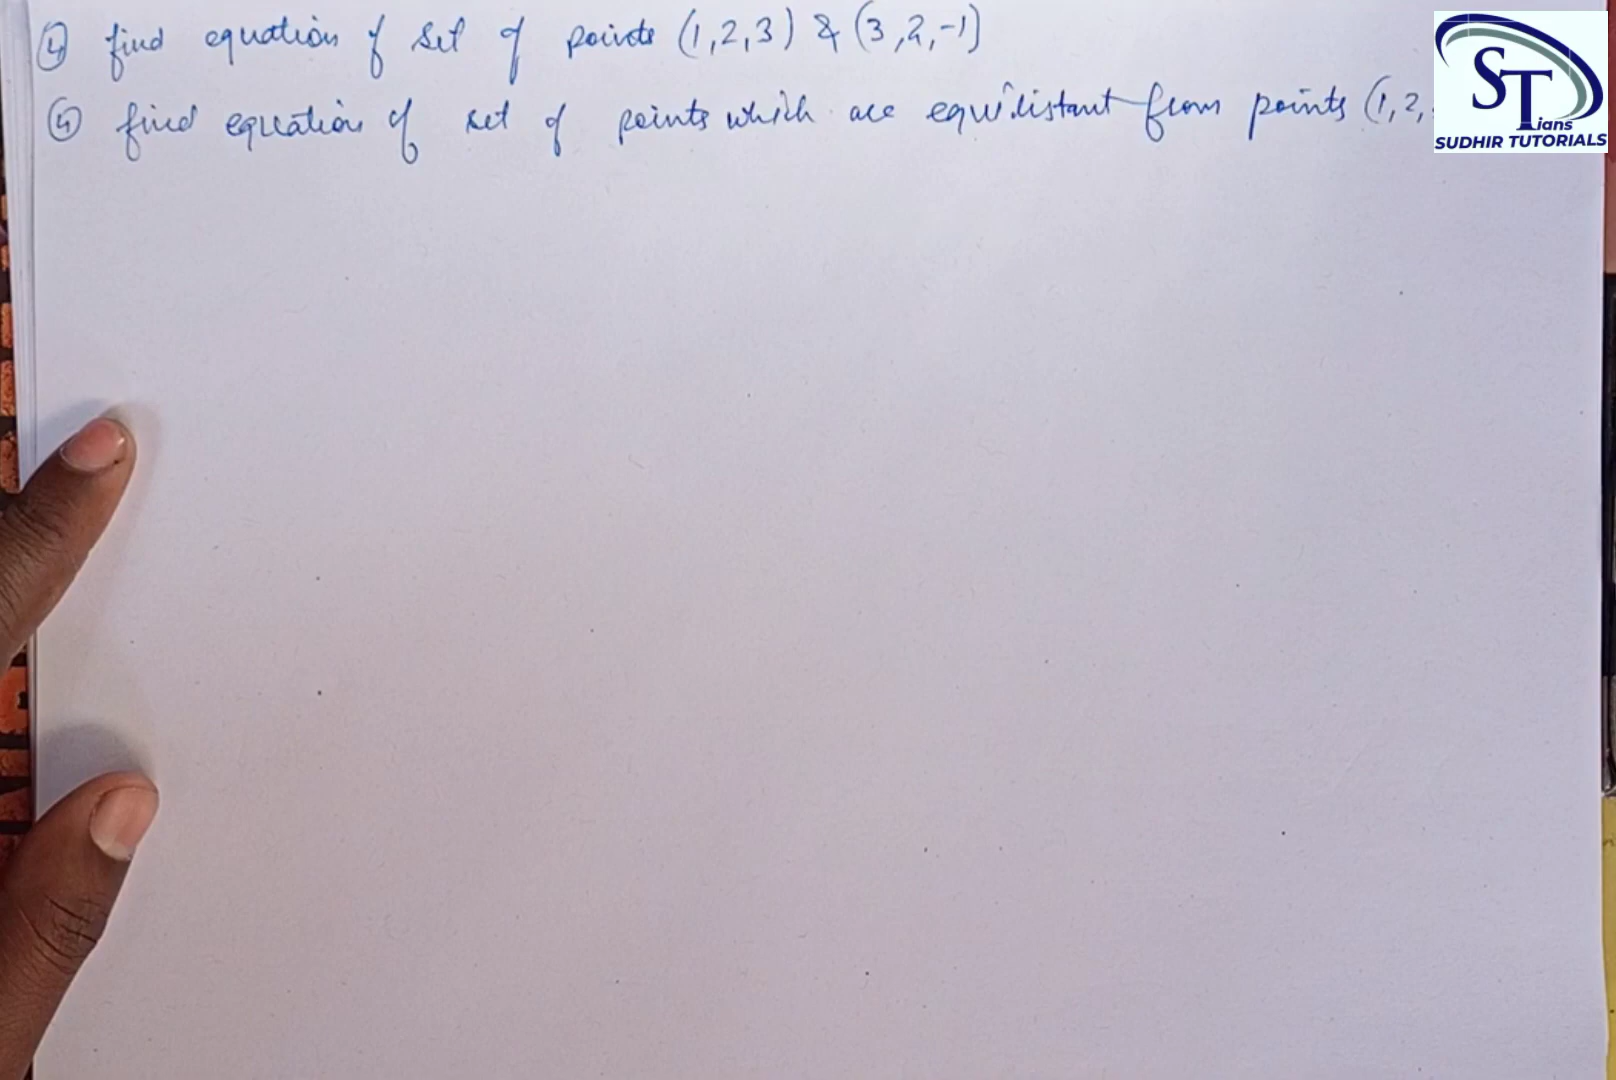 ④ find equation of set of points (1,2,3) & (3,2,-1)
④ find equation of set of points which are equidistant from points (1,2,
ST
ians
SUDHIR TUTORIALS